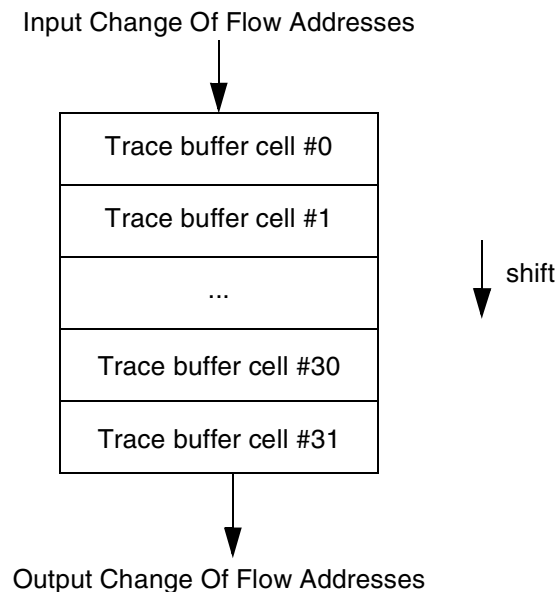 Input Change Of Flow Addresses
Trace buffer cell #0
Trace buffer cell #1
...
shift
Trace buffer cell #30
Trace buffer cell #31
Output Change Of Flow Addresses